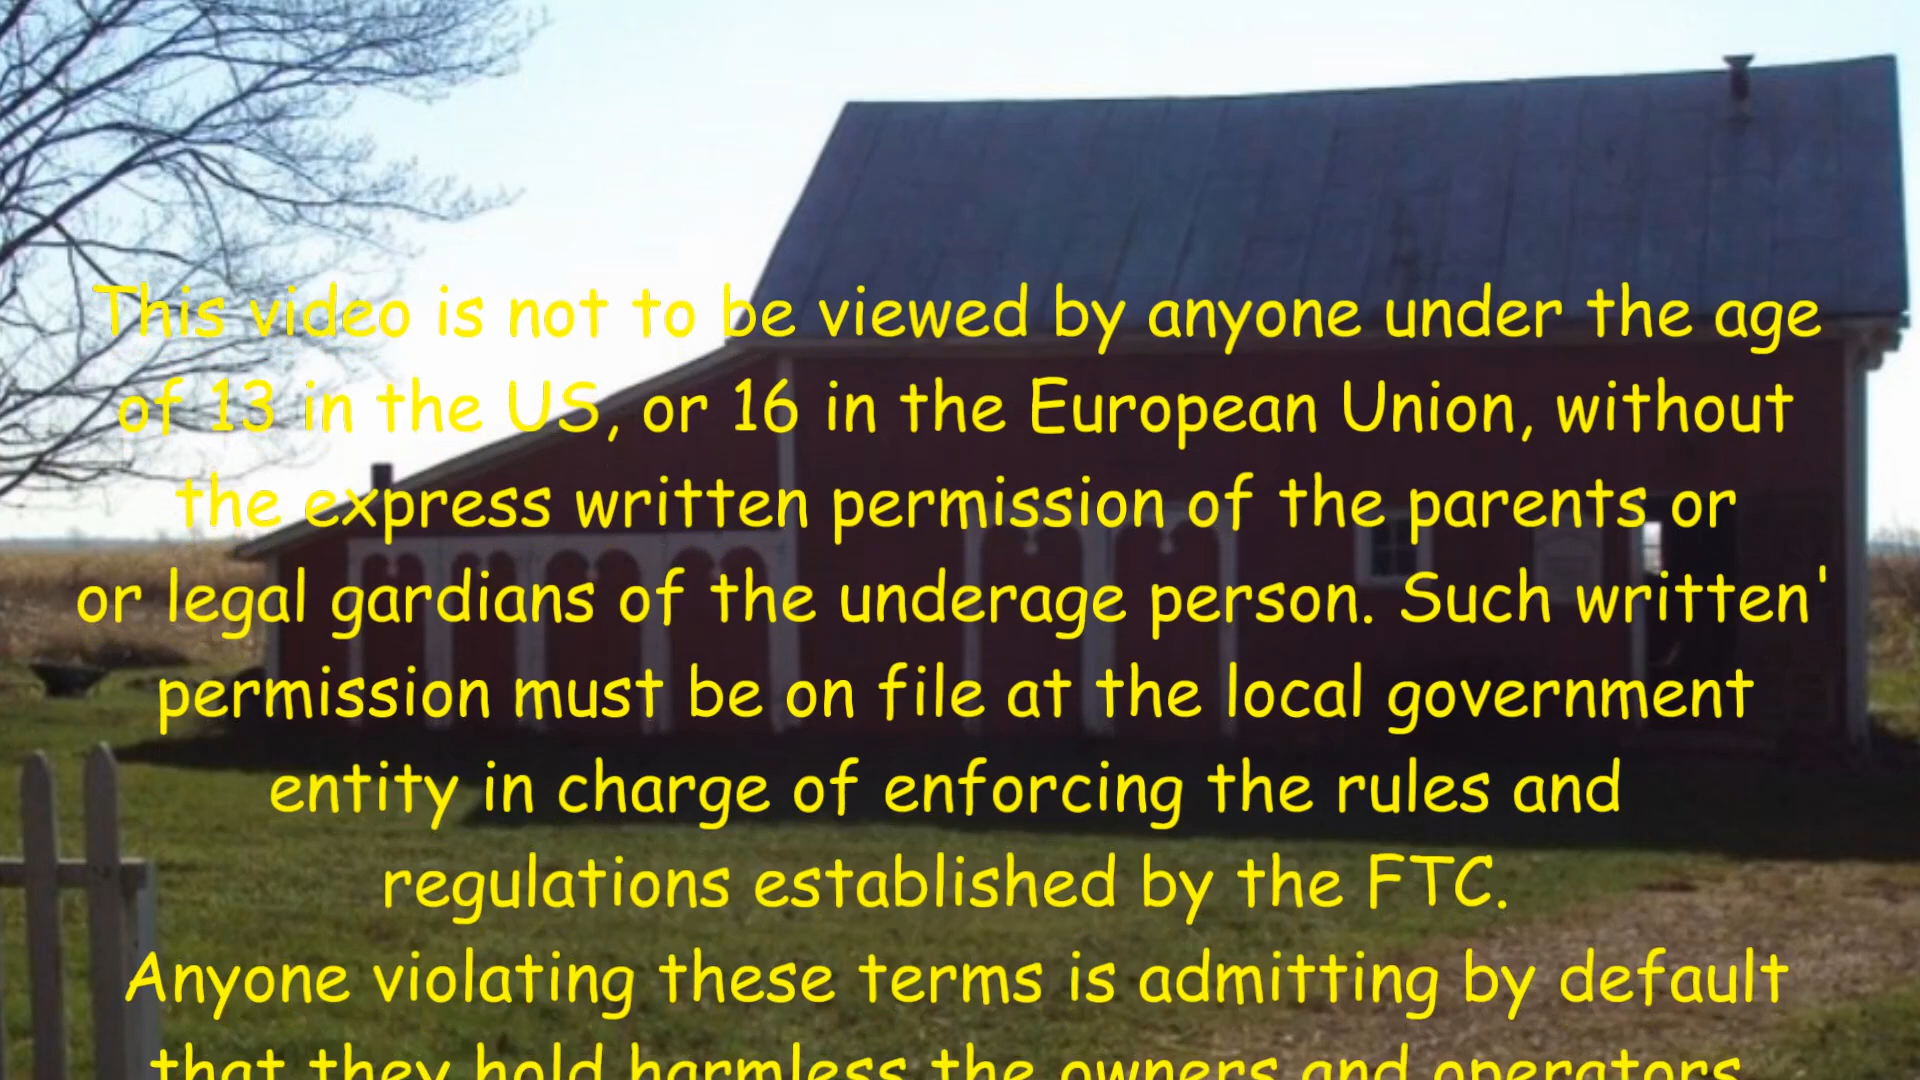 This video is not to be viewed by anyone under the age
of 13 in the US, or 16 in the European Union, without
the express written permission of the parents or
or legal gardians of the underage person. Such written'
permission must be on file at the local government
entity in charge of enforcing the rules and
regulations established by the FTC.
Anyone violating these terms is admitting by default
that they hold harmless the owners and operators